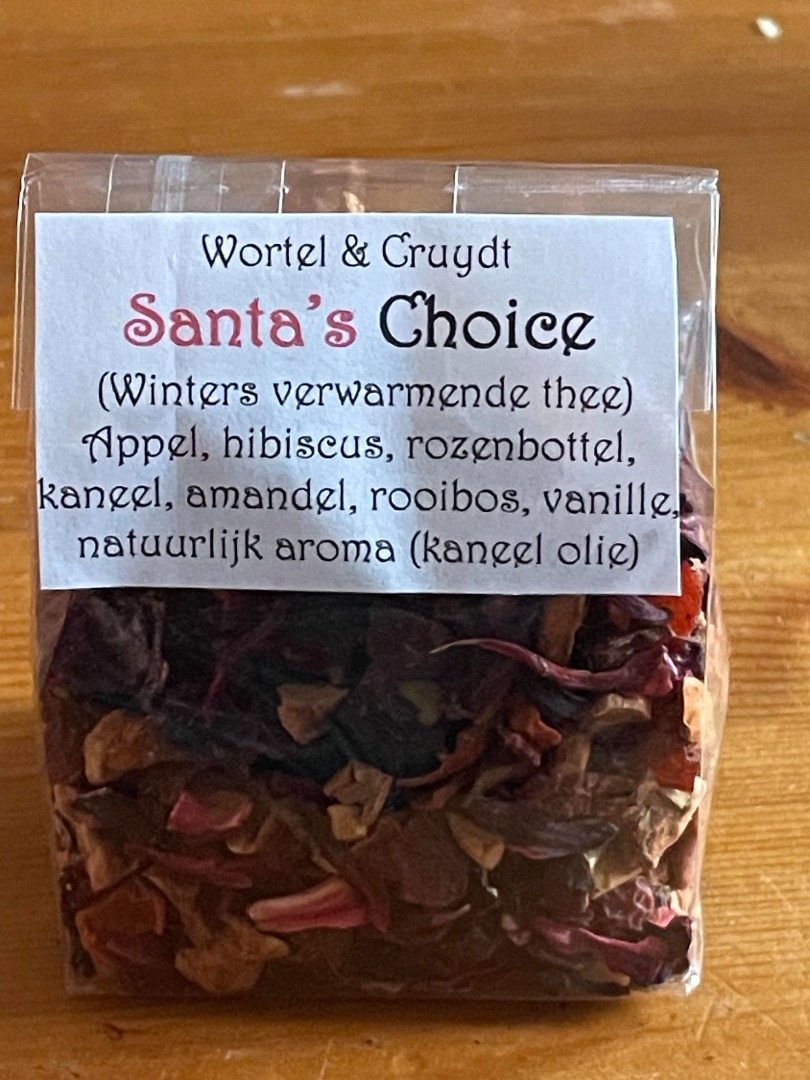 Wortel & Cruydt
Santa's Choice
(Winters verwarmende thee)
Appel, hibiscus, rozenbottel,
kaneel, amandel, rooibos, vanille,
natuurlijk aroma (kaneel olie)